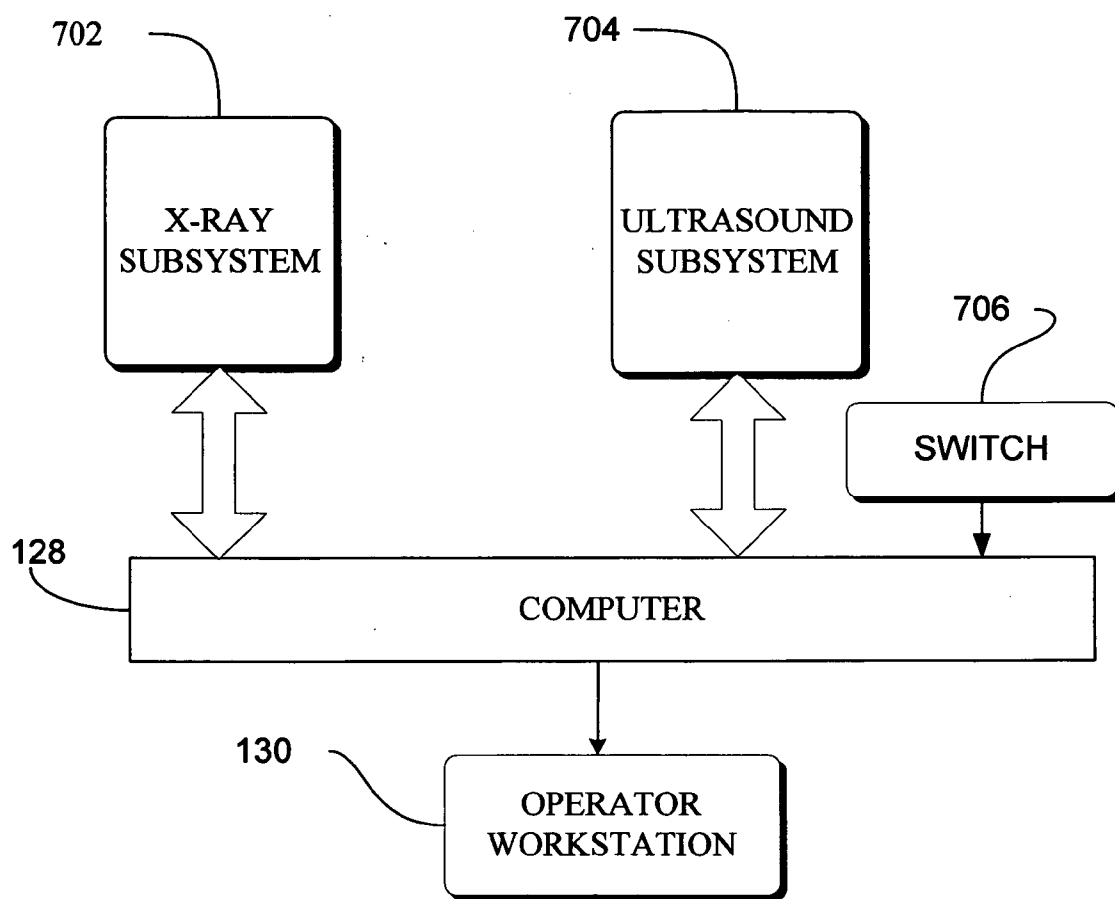 702
704
X-RAY
SUBSYSTEM
ULTRASOUND
SUBSYSTEM
706
SWITCH
128
COMPUTER
130
OPERATOR
WORKSTATION